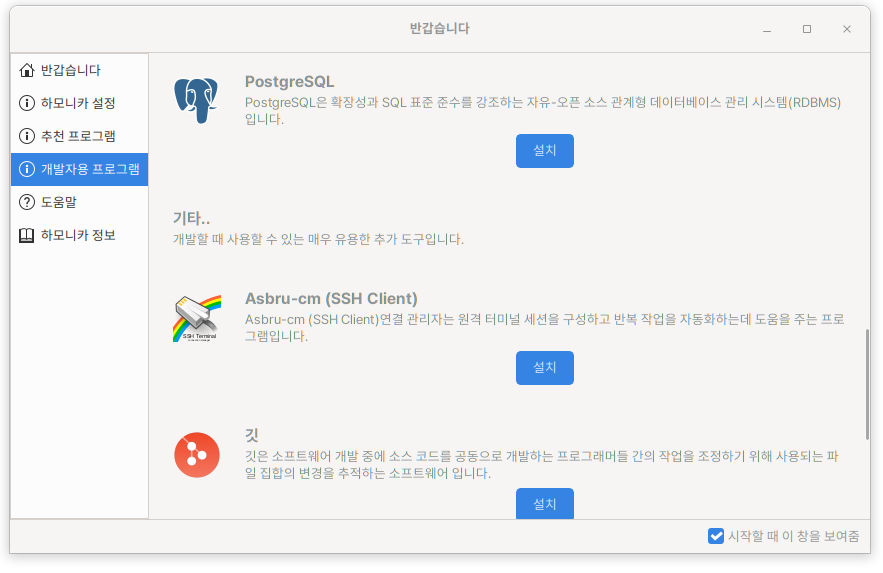 반갑습니다
반갑습니다
하모니카 설정
추천 프로그램
개발자용 프로그램
도움말
하모니카 정보
PostgreSQL
PostgreSQL은 확장성과 SQL 표준 준수를 강조하는 자유-오픈 소스 관계형 데이터베이스 관리 시스템(RDBMS)
입니다.
설치
기타..
개발할 때 사용할 수 있는 매우 유용한 추가 도구입니다.
SSH Terminal
Asbru-cm (SSH Client)
Asbru-cm (SSH Client)연결 관리자는 원격 터미널 세션을 구성하고 반복 작업을 자동화하는데 도움을 주는 프로
그램입니다.
설치
깃
깃은 소프트웨어 개발 중에 소스 코드를 공동으로 개발하는 프로그래머들 간의 작업을 조정하기 위해 사용되는 파
일 집합의 변경을 추적하는 소프트웨어 입니다.
설치
시작할 때 이 창을 보여줌